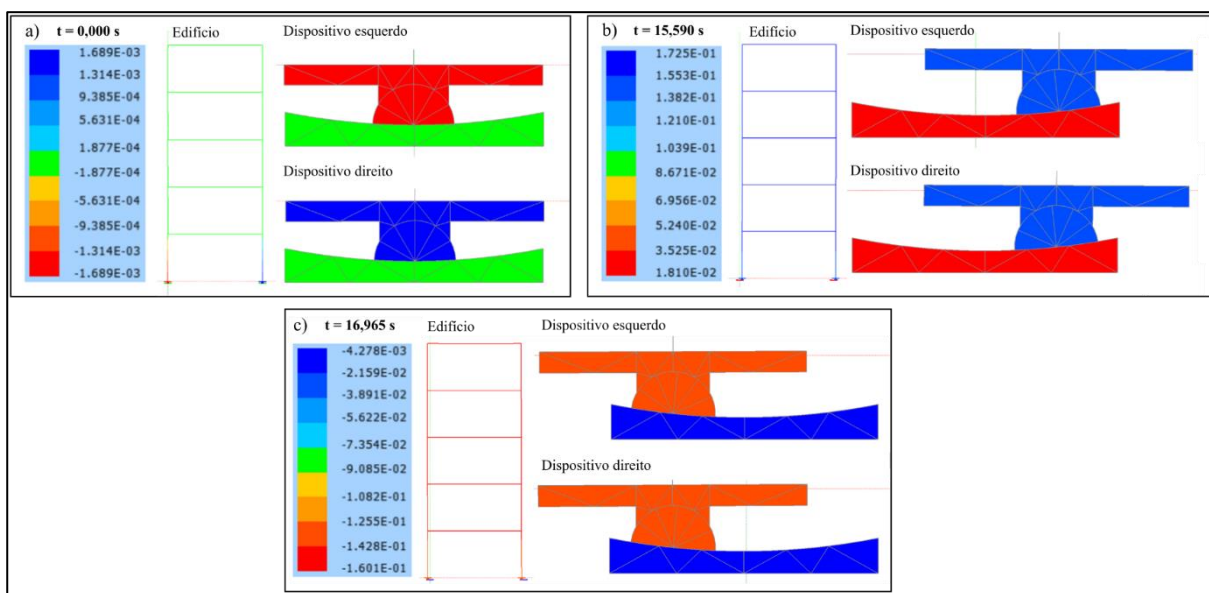 a) t = 0,000 s Edifício Dispositivo esquerdo
1.689E-03
1.314E-03
9.385E-04
5.631E-04
1.877E-04
-1.877E-04
-5.631E-04
-9.385E-04
-1.314E-03
-1.689E-03
Dispositivo direito
b) t = 15,590 s Edifício Dispositivo esquerdo
1.725E-01
1.553E-01
1.382E-01
1.210E-01
1.039E-01
8.671E-02
6.956E-02
5.240E-02
3.525E-02
1.810E-02
Dispositivo direito
c) t = 16,965 s Edifício Dispositivo esquerdo
-4.278E-03
-2.159E-02
-3.891E-02
-5.622E-02
-7.354E-02
-9.085E-02
-1.082E-01
-1.255E-01
-1.428E-01
-1.601E-01
Dispositivo direito